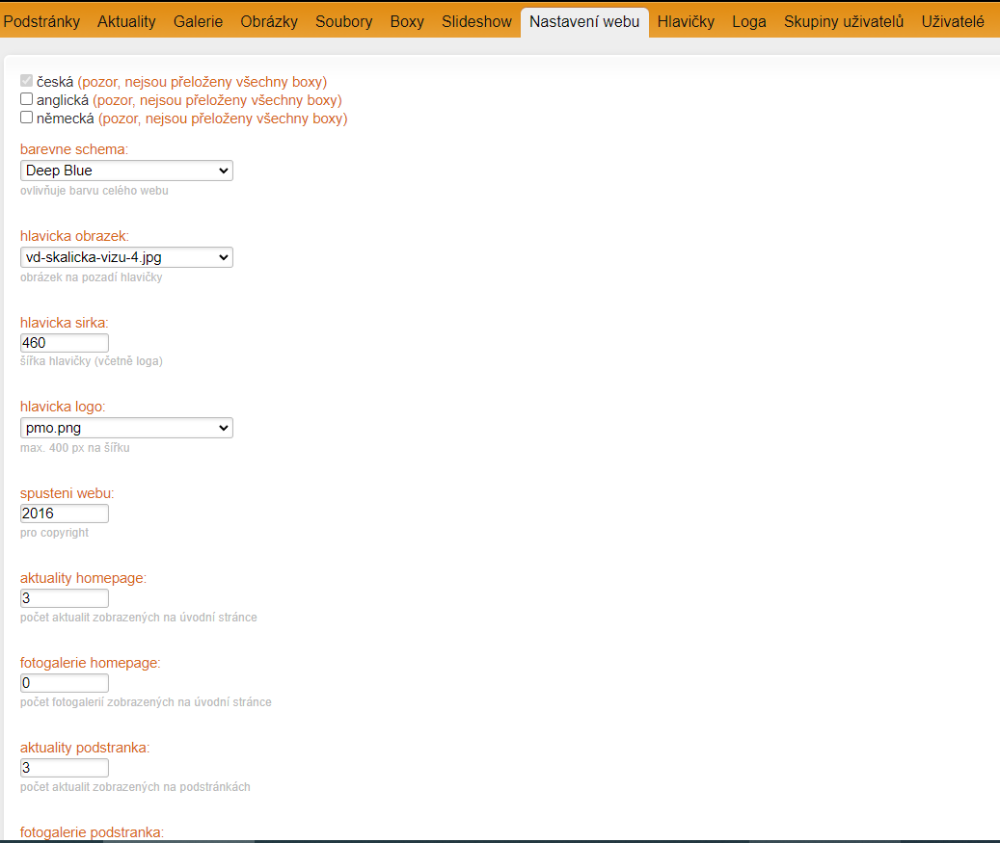 Podstránky Aktuality Galerie Obrázky Soubory Boxy Slideshow Nastavení webu Hlavičky Loga Skupiny uživatelů Uživatelé
česká (pozor, nejsou přeloženy všechny boxy)
anglická (pozor, nejsou přeloženy všechny boxy)
německá (pozor, nejsou přeloženy všechny boxy)
barevne schema:
Deep Blue
ovlivňuje barvu celého webu
hlavicka obrazek:
vd-skalicka-vizu-4.jpg
obrázek na pozadí hlavičky
hlavicka sirka:
460
šířka hlavičky (včetně loga)
hlavicka logo:
pmo.png
max. 400 px na šířku
spusteni webu:
2016
pro copyright
aktuality homepage:
3
počet aktualit zobrazených na úvodní stránce
fotogalerie homepage:
0
počet fotogalerií zobrazených na úvodní stránce
aktuality podstranka:
3
počet aktualit zobrazených na podstránkách
fotogalerie podstranka: